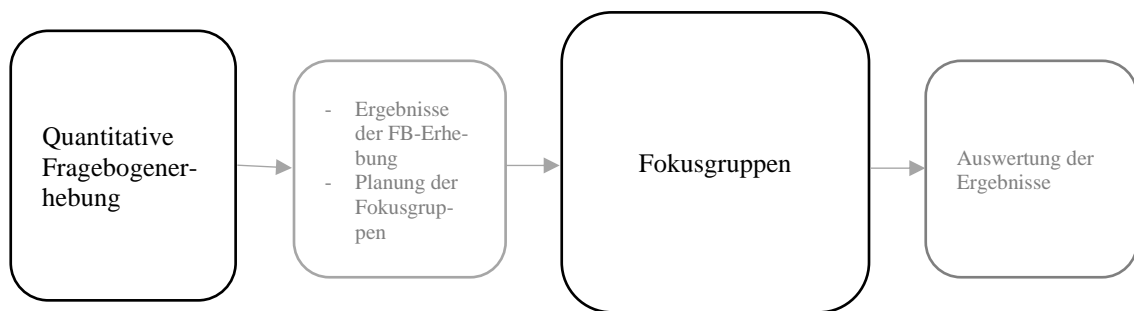 Quantitative
Fragebogener-
hebung
- Ergebnisse
der FB-Erhe-
bung
- Planung der
Fokusgrup-
pen
Fokusgruppen
Auswertung der
Ergebnisse